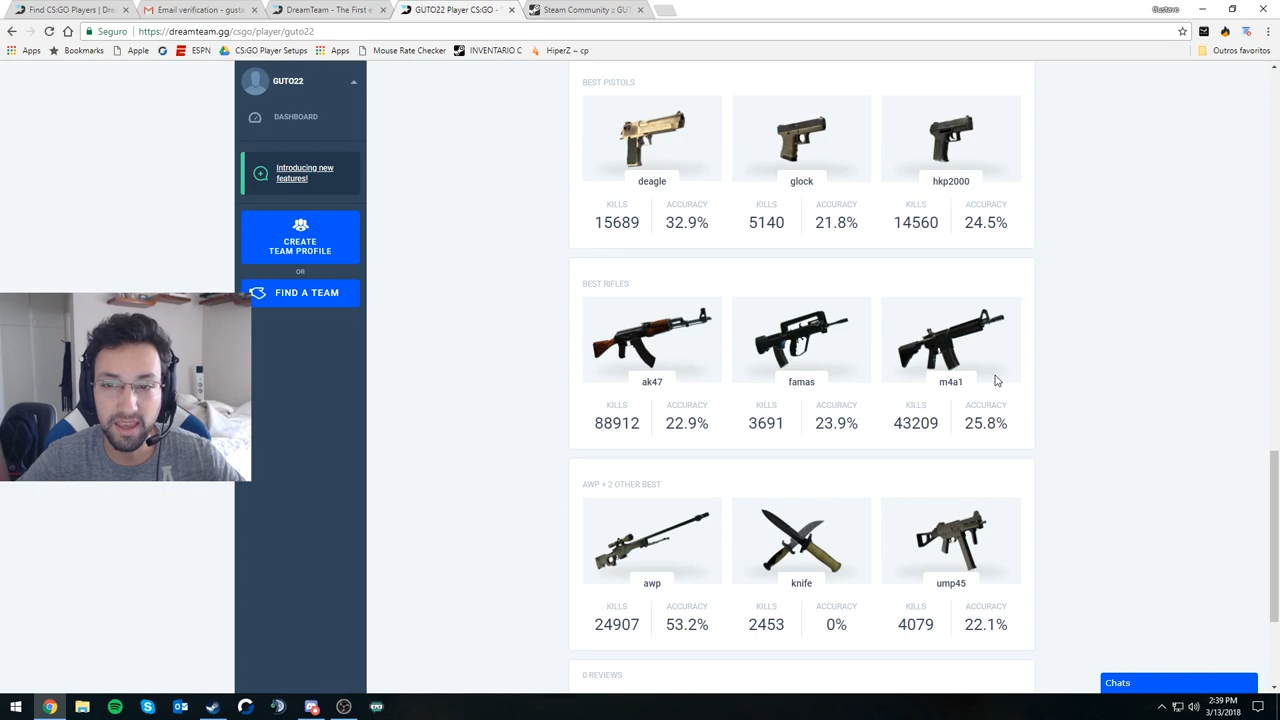 Find CS:GO Players | Dre
Email verification - gusta
DreamTeam - The First e
GUTO22 Player CS:GO -
Steam Community :: GUT
Gustavo
Seguro
https://dreamteam.gg/csgo/player/guto22
Apps
Bookmarks
Apple
ESPN
CS:GO Player Setups
Apps
Mouse Rate Checker
INVENTARIO C
HiperZ ~ cp
Outros favoritos
GUTO22
DASHBOARD
Introducing new
features!
CREATE
TEAM PROFILE
OR
FIND A TEAM
BEST PISTOLS
deagle
glock
hkp2000
KILLS
ACCURACY
KILLS
ACCURACY
KILLS
ACCURACY
15689
32.9%
5140
21.8%
14560
24.5%
BEST RIFLES
ak47
famas
m4a1
KILLS
ACCURACY
KILLS
ACCURACY
KILLS
ACCURACY
88912
22.9%
3691
23.9%
43209
25.8%
AWP + 2 OTHER BEST
awp
knife
ump45
KILLS
ACCURACY
KILLS
ACCURACY
KILLS
ACCURACY
24907
53.2%
2453
0%
4079
22.1%
0 REVIEWS
Chats
2:39 PM
3/13/2018